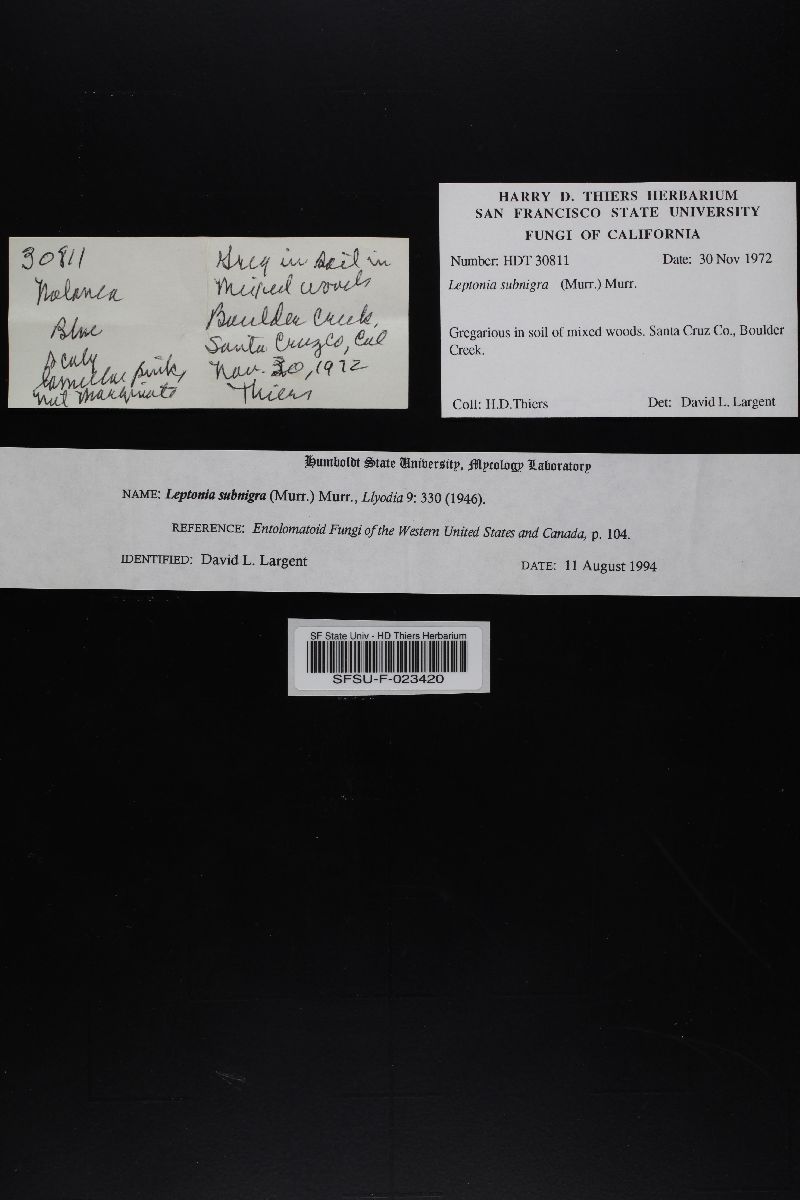 30811
Nolanea
Blue
Scaly
lamellae pink,
not marginate
Greg in soil in
mixed woods
Boulder Creek,
Santa Cruz Co, Cal
Nov. 30, 1972
Thiers
HARRY D. THIERS HERBARIUM
SAN FRANCISCO STATE UNIVERSITY
FUNGI OF CALIFORNIA
Number: HDT 30811 Date: 30 Nov 1972
Leptonia subnigra (Murr.) Murr.
Gregarious in soil of mixed woods. Santa Cruz Co., Boulder
Creek.
Coll: H.D.Thiers Det: David L. Largent
Humboldt State University, Mycology Laboratory
NAME: Leptonia subnigra (Murr.) Murr., Llyodia 9: 330 (1946).
REFERENCE: Entolomatoid Fungi of the Western United States and Canada, p. 104.
IDENTIFIED: David L. Largent DATE: 11 August 1994
SF State Univ - HD Thiers Herbarium
SFSU-F-023420